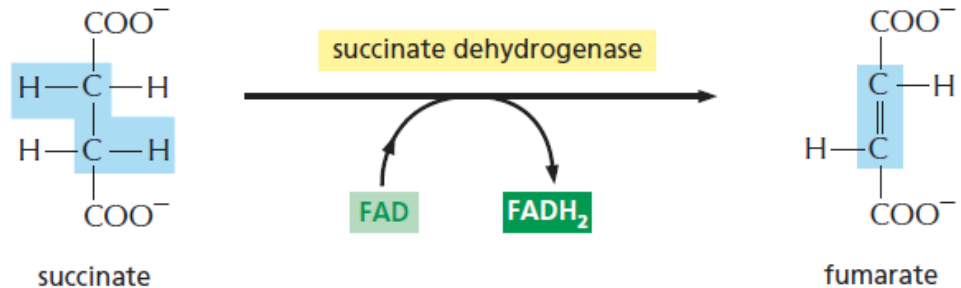 COO⁻
H—C—H
H—C—H
COO⁻
succinate
succinate dehydrogenase
FAD
FADH₂
COO⁻
C—H
H—C
COO⁻
fumarate